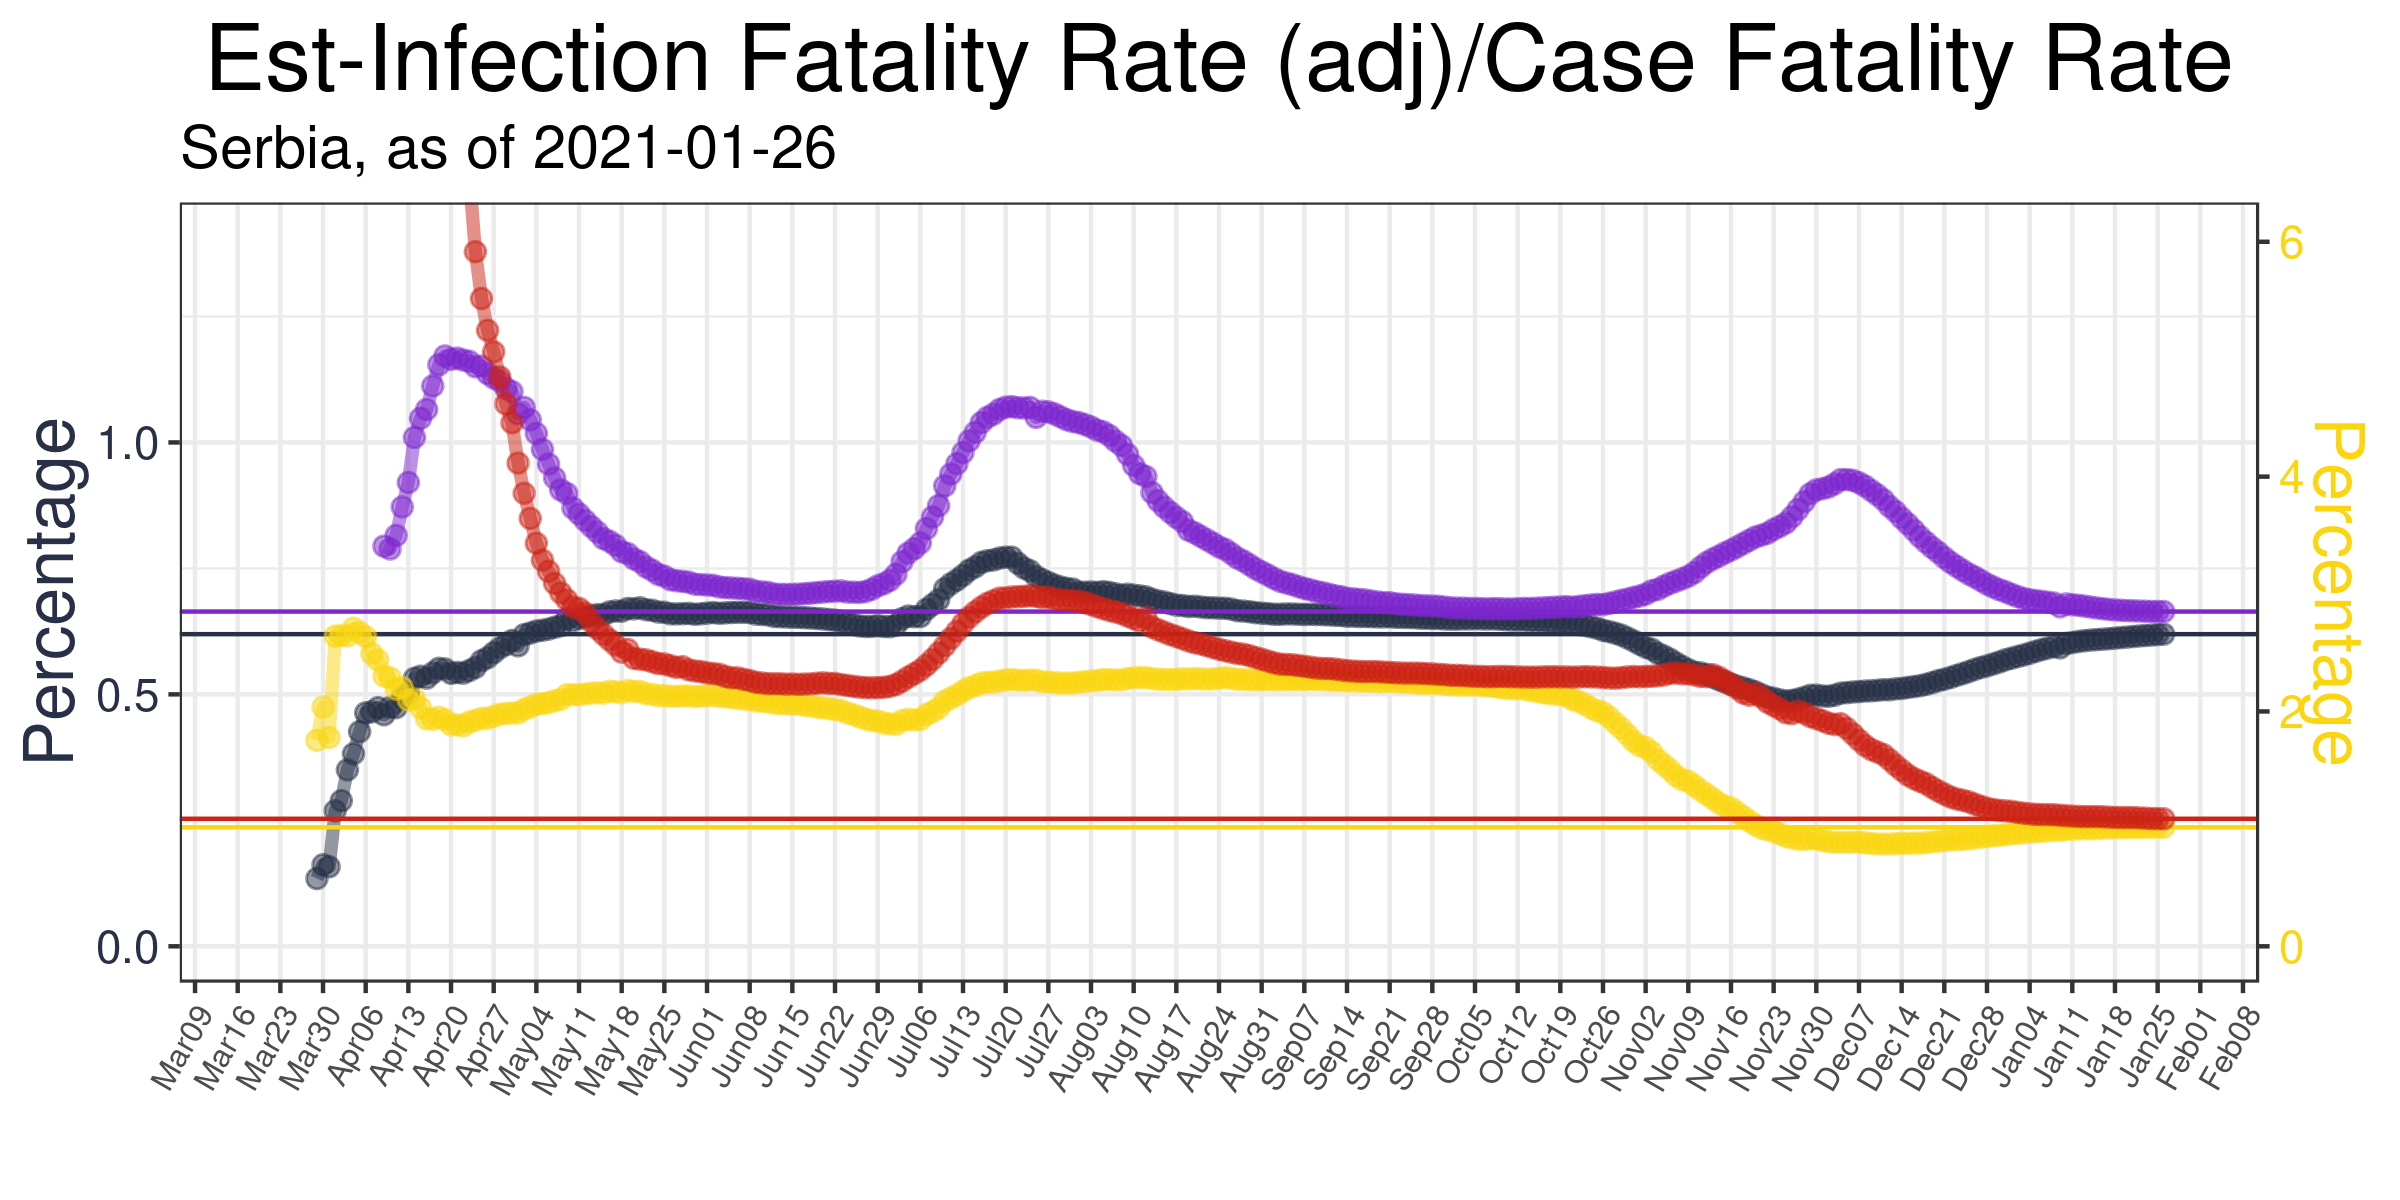 Est-Infection Fatality Rate (adj)/Case Fatality Rate
Serbia, as of 2021-01-26
Percentage
1.0
0.5
0.0
6
4
2
0
Percentage
Mar09 Mar16 Mar23 Mar30 Apr06 Apr13 Apr20 Apr27 May04 May11 May18 May25 Jun01 Jun08 Jun15 Jun22 Jun29 Jul06 Jul13 Jul20 Jul27 Aug03 Aug10 Aug17 Aug24 Aug31 Sep07 Sep14 Sep21 Sep28 Oct05 Oct12 Oct19 Oct26 Nov02 Nov09 Nov16 Nov23 Nov30 Dec07 Dec14 Dec21 Dec28 Jan04 Jan11 Jan18 Jan25 Feb01 Feb08